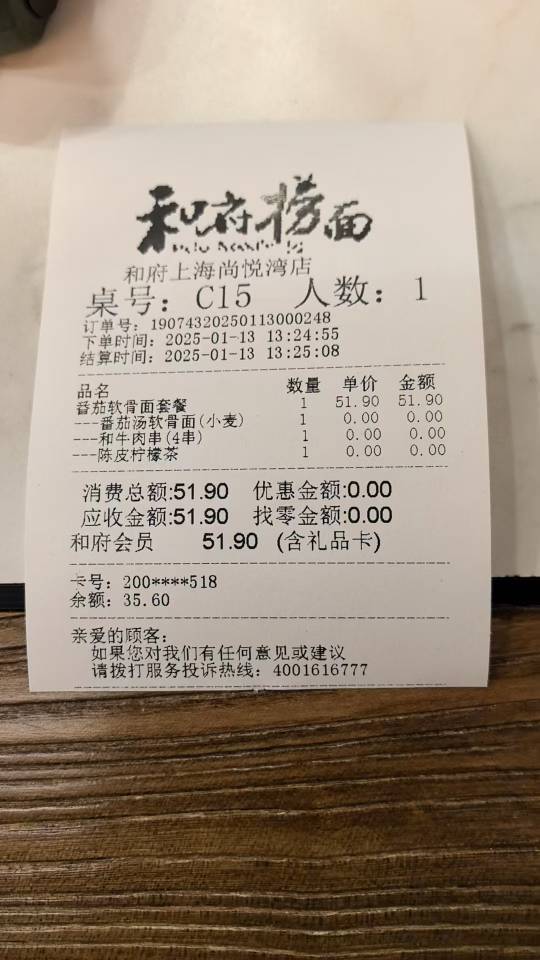 和府捞面
和府上海尚悦湾店
桌号：C15 人数：1
订单号：19074320250113000248
下单时间：2025-01-13 13:24:55
结算时间：2025-01-13 13:25:08
品名 数量 单价 金额
番茄软骨面套餐 1 51.90 51.90
---番茄汤软骨面(小麦) 1 0.00 0.00
---和牛肉串(4串) 1 0.00 0.00
---陈皮柠檬茶 1 0.00 0.00
消费总额:51.90 优惠金额:0.00
应收金额:51.90 找零金额:0.00
和府会员 51.90 (含礼品卡)
卡号：200****518
余额：35.60
亲爱的顾客：
如果您对我们有任何意见或建议
请拨打服务投诉热线：4001616777